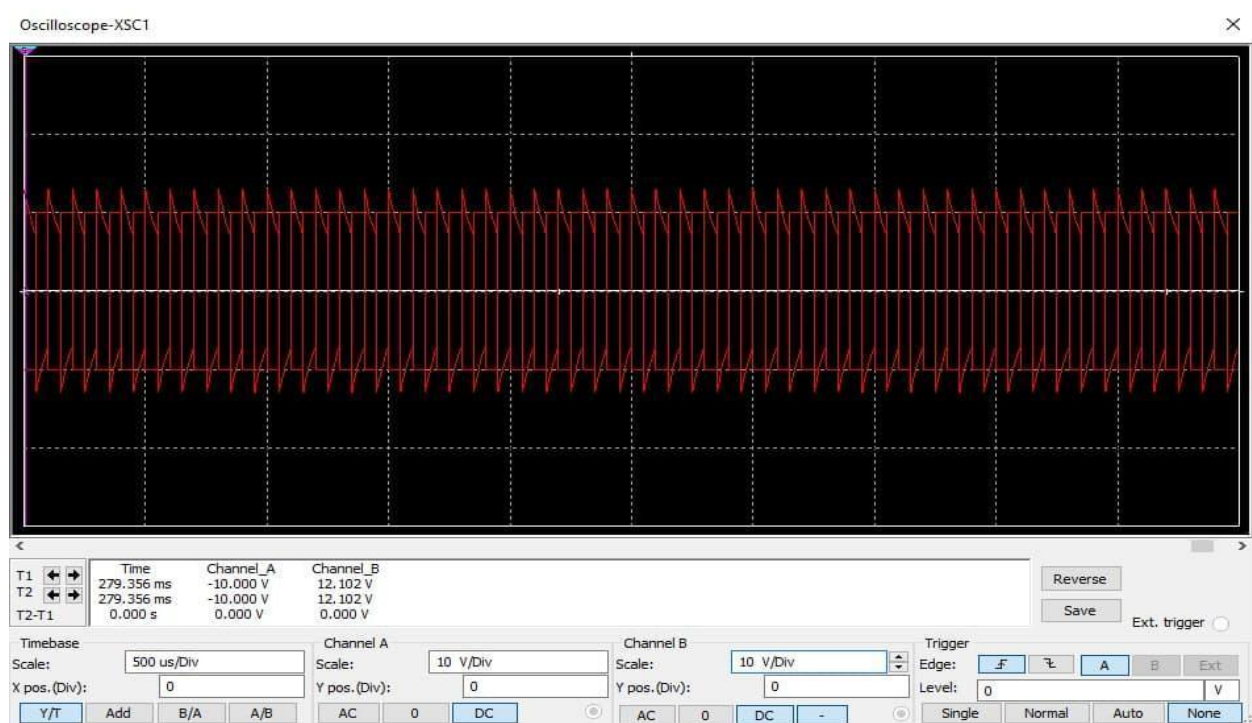 Oscilloscope-XSC1
Time Channel_A Channel_B
T1 279.356 ms -10.000 V 12.102 V
T2 279.356 ms -10.000 V 12.102 V
T2-T1 0.000 s 0.000 V 0.000 V
Reverse
Save
Ext. trigger
Timebase
Scale: 500 us/Div
X pos.(Div): 0
Y/T Add B/A A/B
Channel A
Scale: 10 V/Div
Y pos.(Div): 0
AC 0 DC
Channel B
Scale: 10 V/Div
Y pos.(Div): 0
AC 0 DC -
Trigger
Edge: A B Ext
Level: 0 V
Single Normal Auto None